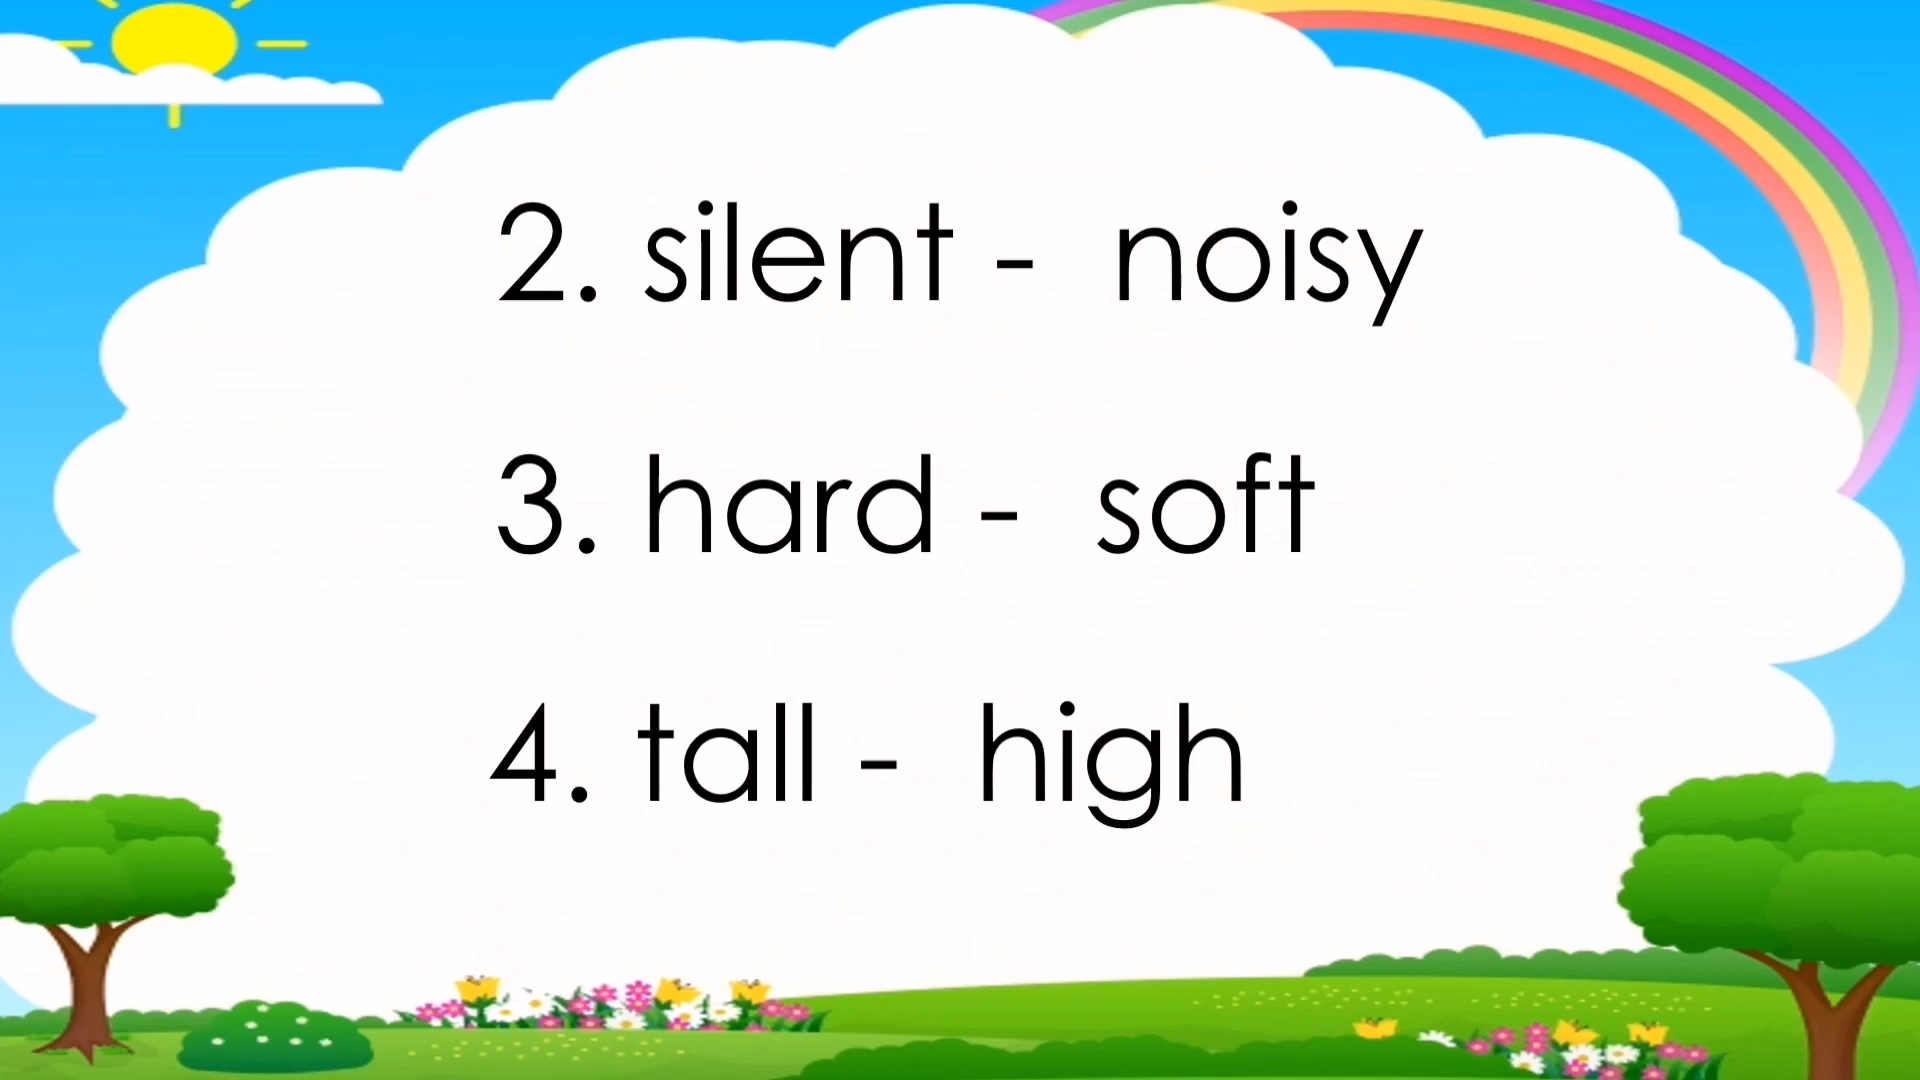 2. silent - noisy
3. hard - soft
4. tall - high